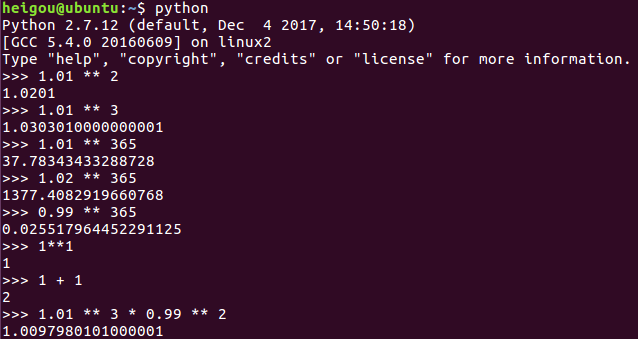 heigou@ubuntu:~$ python
Python 2.7.12 (default, Dec  4 2017, 14:50:18)
[GCC 5.4.0 20160609] on linux2
Type "help", "copyright", "credits" or "license" for more information.
>>> 1.01 ** 2
1.0201
>>> 1.01 ** 3
1.0303010000000001
>>> 1.01 ** 365
37.78343433288728
>>> 1.02 ** 365
1377.4082919660768
>>> 0.99 ** 365
0.025517964452291125
>>> 1**1
1
>>> 1 + 1
2
>>> 1.01 ** 3 * 0.99 ** 2
1.0097980101000001